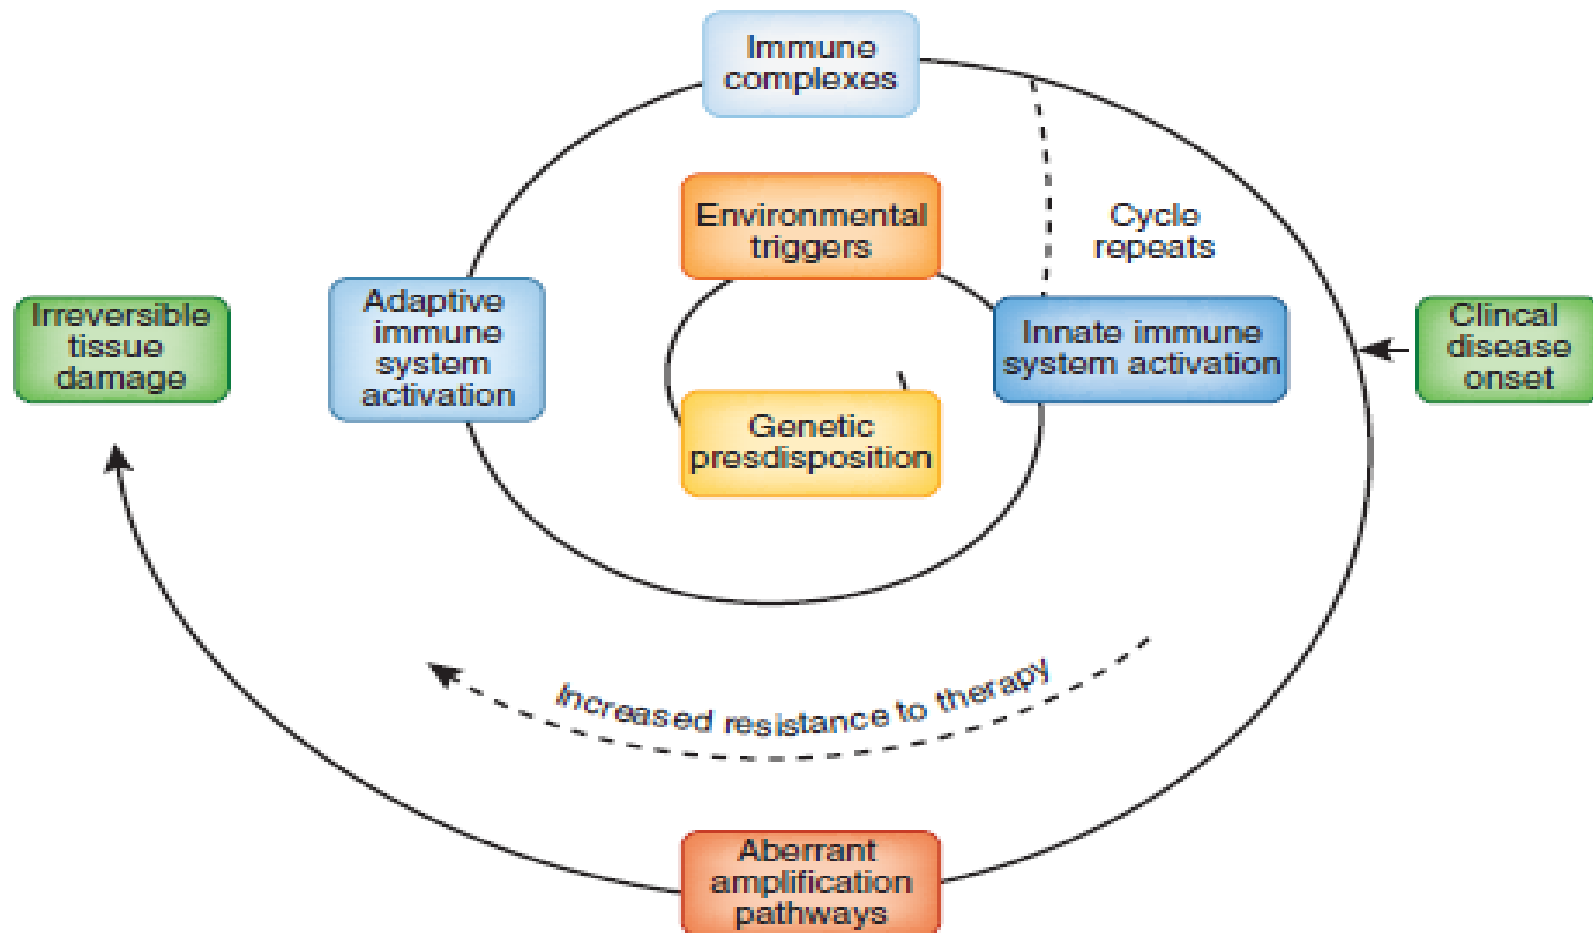 Immune
complexes
Environmental
triggers
Cycle
repeats
Irreversible
tissue
damage
Adaptive
immune
system
activation
Innate immune
system activation
Clincal
disease
onset
Genetic
presdisposition
Increased resistance to therapy
Aberrant
amplification
pathways